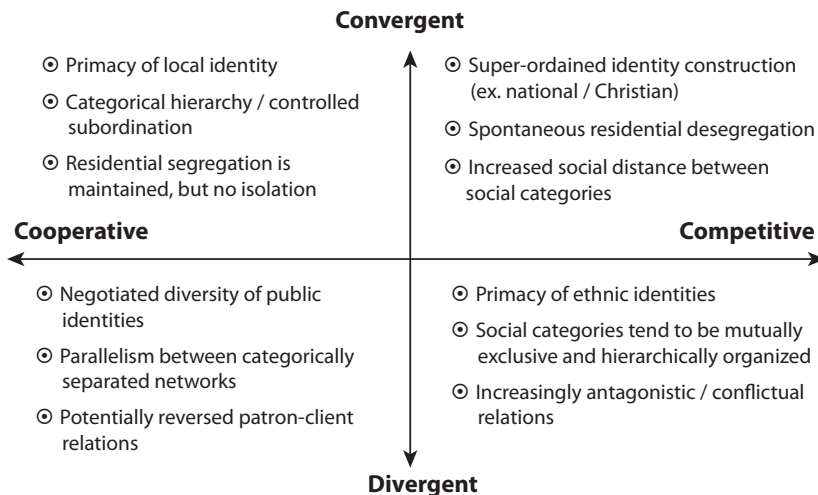 Convergent
⦿ Primacy of local identity
⦿ Categorical hierarchy / controlled
subordination
⦿ Residential segregation is
maintained, but no isolation
⦿ Super-ordained identity construction
(ex. national / Christian)
⦿ Spontaneous residential desegregation
⦿ Increased social distance between
social categories
Cooperative
Competitive
⦿ Negotiated diversity of public
identities
⦿ Parallelism between categorically
separated networks
⦿ Potentially reversed patron-client
relations
⦿ Primacy of ethnic identities
⦿ Social categories tend to be mutually
exclusive and hierarchically organized
⦿ Increasingly antagonistic / conflictual
relations
Divergent